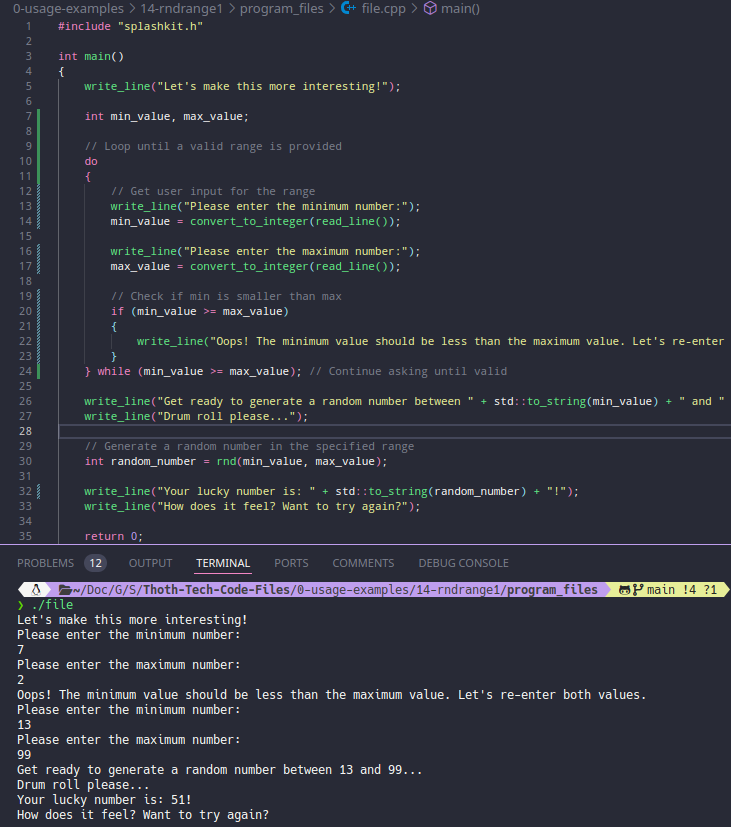 0-usage-examples > 14-rndrange1 > program_files > file.cpp > main()
1 #include "splashkit.h"
2
3 int main()
4 {
5     write_line("Let's make this more interesting!");
6
7     int min_value, max_value;
8
9     // Loop until a valid range is provided
10     do
11     {
12         // Get user input for the range
13         write_line("Please enter the minimum number:");
14         min_value = convert_to_integer(read_line());
15
16         write_line("Please enter the maximum number:");
17         max_value = convert_to_integer(read_line());
18
19         // Check if min is smaller than max
20         if (min_value >= max_value)
21         {
22             write_line("Oops! The minimum value should be less than the maximum value. Let's re-enter
23         }
24     } while (min_value >= max_value); // Continue asking until valid
25
26     write_line("Get ready to generate a random number between " + std::to_string(min_value) + " and "
27     write_line("Drum roll please...");
28
29     // Generate a random number in the specified range
30     int random_number = rnd(min_value, max_value);
31
32     write_line("Your lucky number is: " + std::to_string(random_number) + "!");
33     write_line("How does it feel? Want to try again?");
34
35     return 0;
PROBLEMS 12 OUTPUT TERMINAL PORTS COMMENTS DEBUG CONSOLE
~/Doc/G/S/Thoth-Tech-Code-Files/0-usage-examples/14-rndrange1/program_files main !4 ?1
❯ ./file
Let's make this more interesting!
Please enter the minimum number:
7
Please enter the maximum number:
2
Oops! The minimum value should be less than the maximum value. Let's re-enter both values.
Please enter the minimum number:
13
Please enter the maximum number:
99
Get ready to generate a random number between 13 and 99...
Drum roll please...
Your lucky number is: 51!
How does it feel? Want to try again?